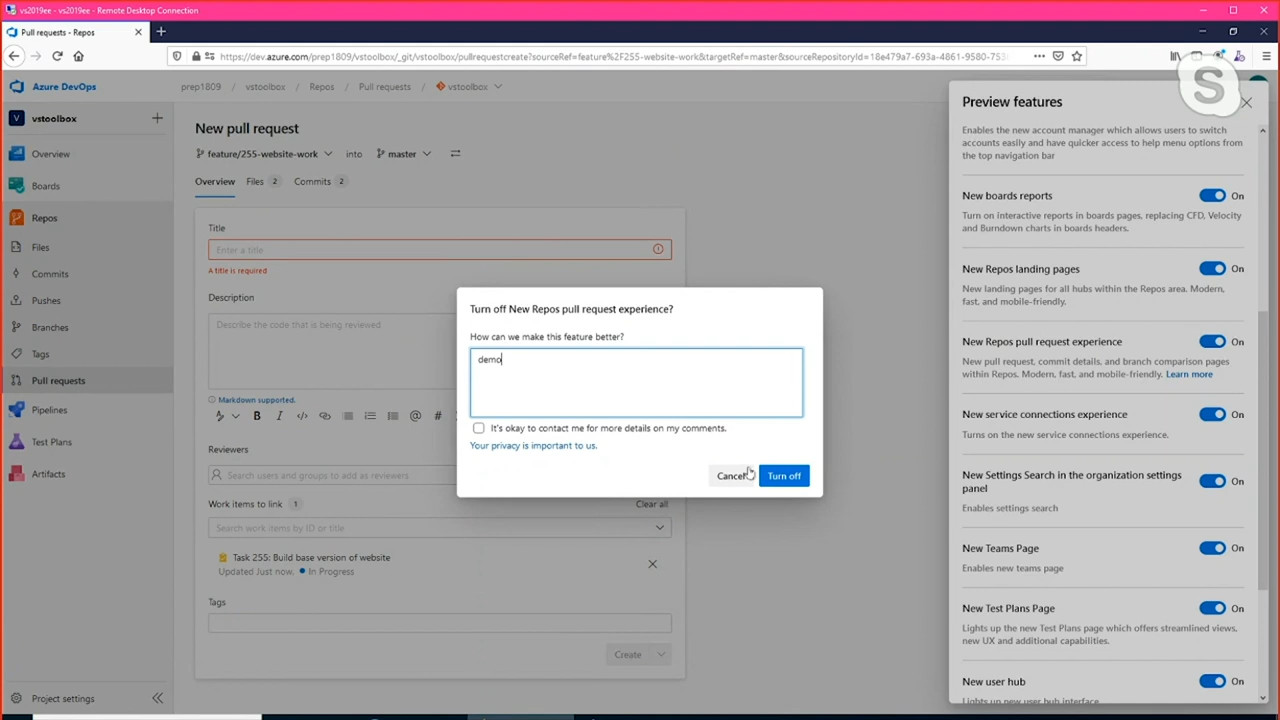 vs2019ee - vs2019ee - Remote Desktop Connection
Pull requests - Repos
https://dev.azure.com/prep1809/vstoolbox/_git/vstoolbox/pullrequestcreate?sourceRef=feature%2F255-website-work&targetRef=master&sourceRepositoryId=18e479a7-693a-4861-9580-753
Azure DevOps
prep1809 / vstoolbox / Repos / Pull requests / vstoolbox
V vstoolbox
Overview
Boards
Repos
Files
Commits
Pushes
Branches
Tags
Pull requests
Pipelines
Test Plans
Artifacts
Project settings
New pull request
feature/255-website-work into master
Overview Files 2 Commits 2
Title
Enter a title
A title is required
Description
Describe the code that is being reviewed
Markdown supported.
B I @ #
Reviewers
Search users and groups to add as reviewers
Work items to link 1 Clear all
Search work items by ID or title
Task 255: Build base version of website
Updated Just now, In Progress
Tags
Create
Turn off New Repos pull request experience?
How can we make this feature better?
demo
It's okay to contact me for more details on my comments.
Your privacy is important to us.
Cancel Turn off
S
Preview features
Enables the new account manager which allows users to switch
accounts easily and have quicker access to help menu options from
the top navigation bar
New boards reports On
Turn on interactive reports in boards pages, replacing CFD, Velocity
and Burndown charts in boards headers.
New Repos landing pages On
New landing pages for all hubs within the Repos area. Modern,
fast, and mobile-friendly.
New Repos pull request experience On
New pull request, commit details, and branch comparison pages
within Repos. Modern, fast, and mobile-friendly. Learn more
New service connections experience On
Turns on the new service connections experience.
New Settings Search in the organization settings
panel On
Enables settings search
New Teams Page On
Enables new teams page
New Test Plans Page On
Lights up the new Test Plans page which offers streamlined views,
new UX and additional capabilities.
New user hub On
Lights up new user hub interface